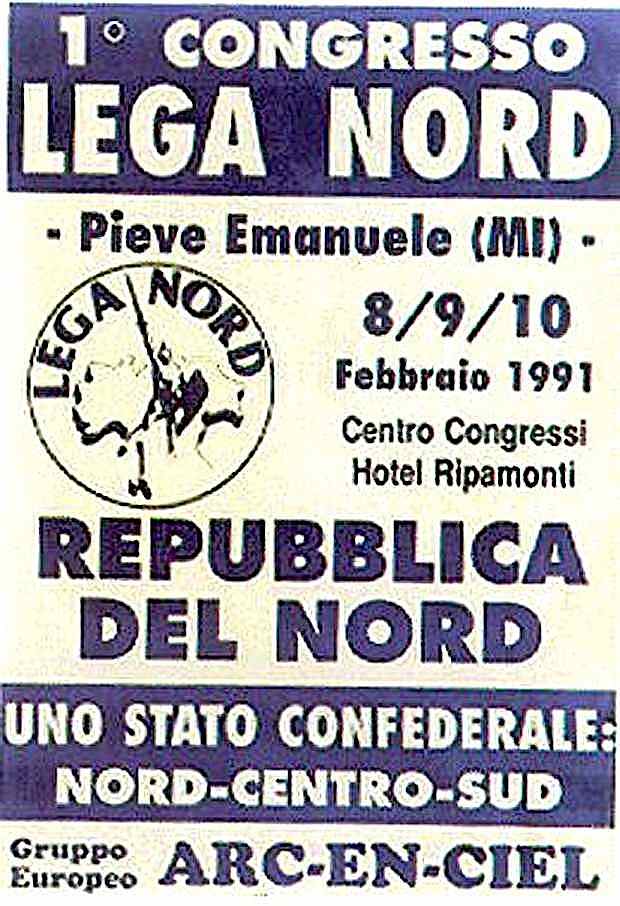 1° CONGRESSO
LEGA NORD
- Pieve Emanuele (MI) -
LEGA NORD
8/9/10
Febbraio 1991
Centro Congressi
Hotel Ripamonti
REPUBBLICA
DEL NORD
UNO STATO CONFEDERALE:
NORD-CENTRO-SUD
Gruppo
Europeo ARC-EN-CIEL